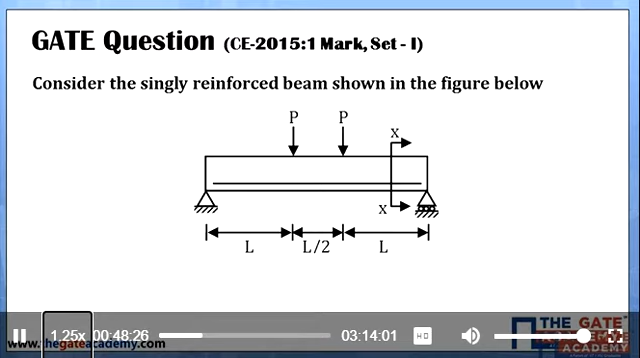 GATE Question (CE-2015:1 Mark, Set - I)
Consider the singly reinforced beam shown in the figure below
P P
x
x
L L/2 L
1.25x 00:48:26 03:14:01 HD
www.thegateacademy.com
THE GATE
ACADEMY